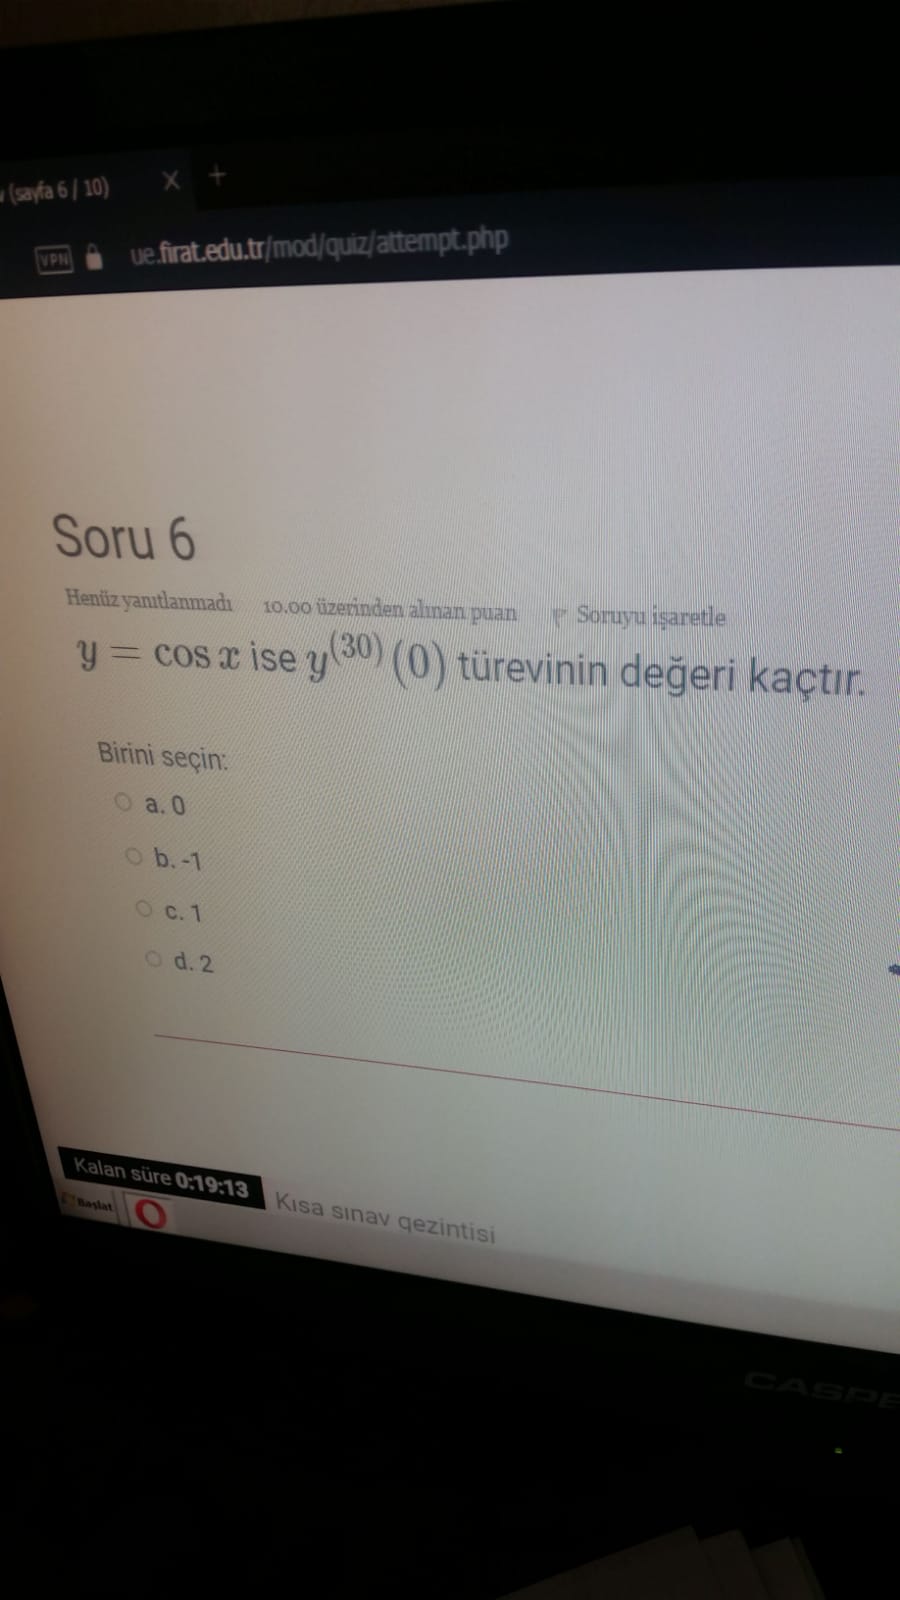 (sayfa 6 / 10) × +
VPN ue.firat.edu.tr/mod/quiz/attempt.php
Soru 6
Henüz yanıtlanmadı 10.00 üzerinden alınan puan Soruyu işaretle
y = cos x ise y^(30) (0) türevinin değeri kaçtır.
Birini seçin:
a. 0
b. -1
c. 1
d. 2
Kalan süre 0:19:13 Kısa sınav gezintisi
Başlat
CASPE